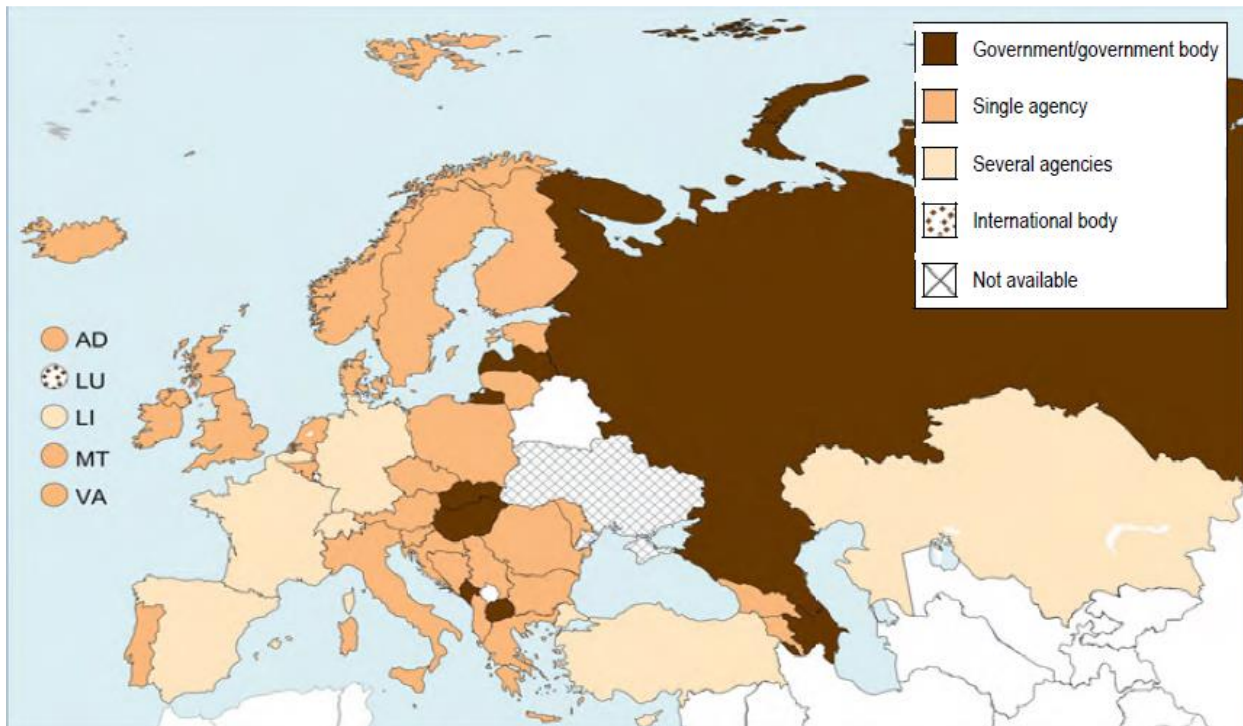 Government/government body
Single agency
Several agencies
International body
Not available
AD
LU
LI
MT
VA